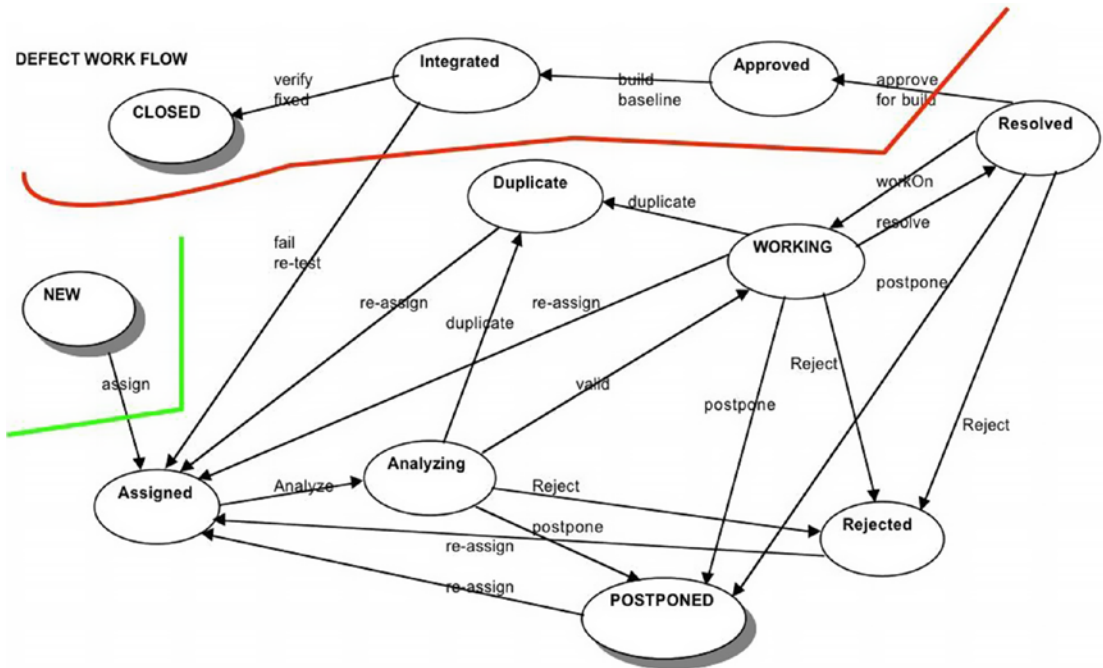 DEFECT WORK FLOW
Integrated
Approved
verify
fixed
build
baseline
approve
for build
CLOSED
Resolved
Duplicate
duplicate
workOn
resolve
WORKING
fail
re-test
NEW
re-assign
re-assign
postpone
duplicate
assign
valid
Reject
postpone
Reject
Analyzing
Assigned
Analyze
Reject
Rejected
postpone
re-assign
re-assign
POSTPONED